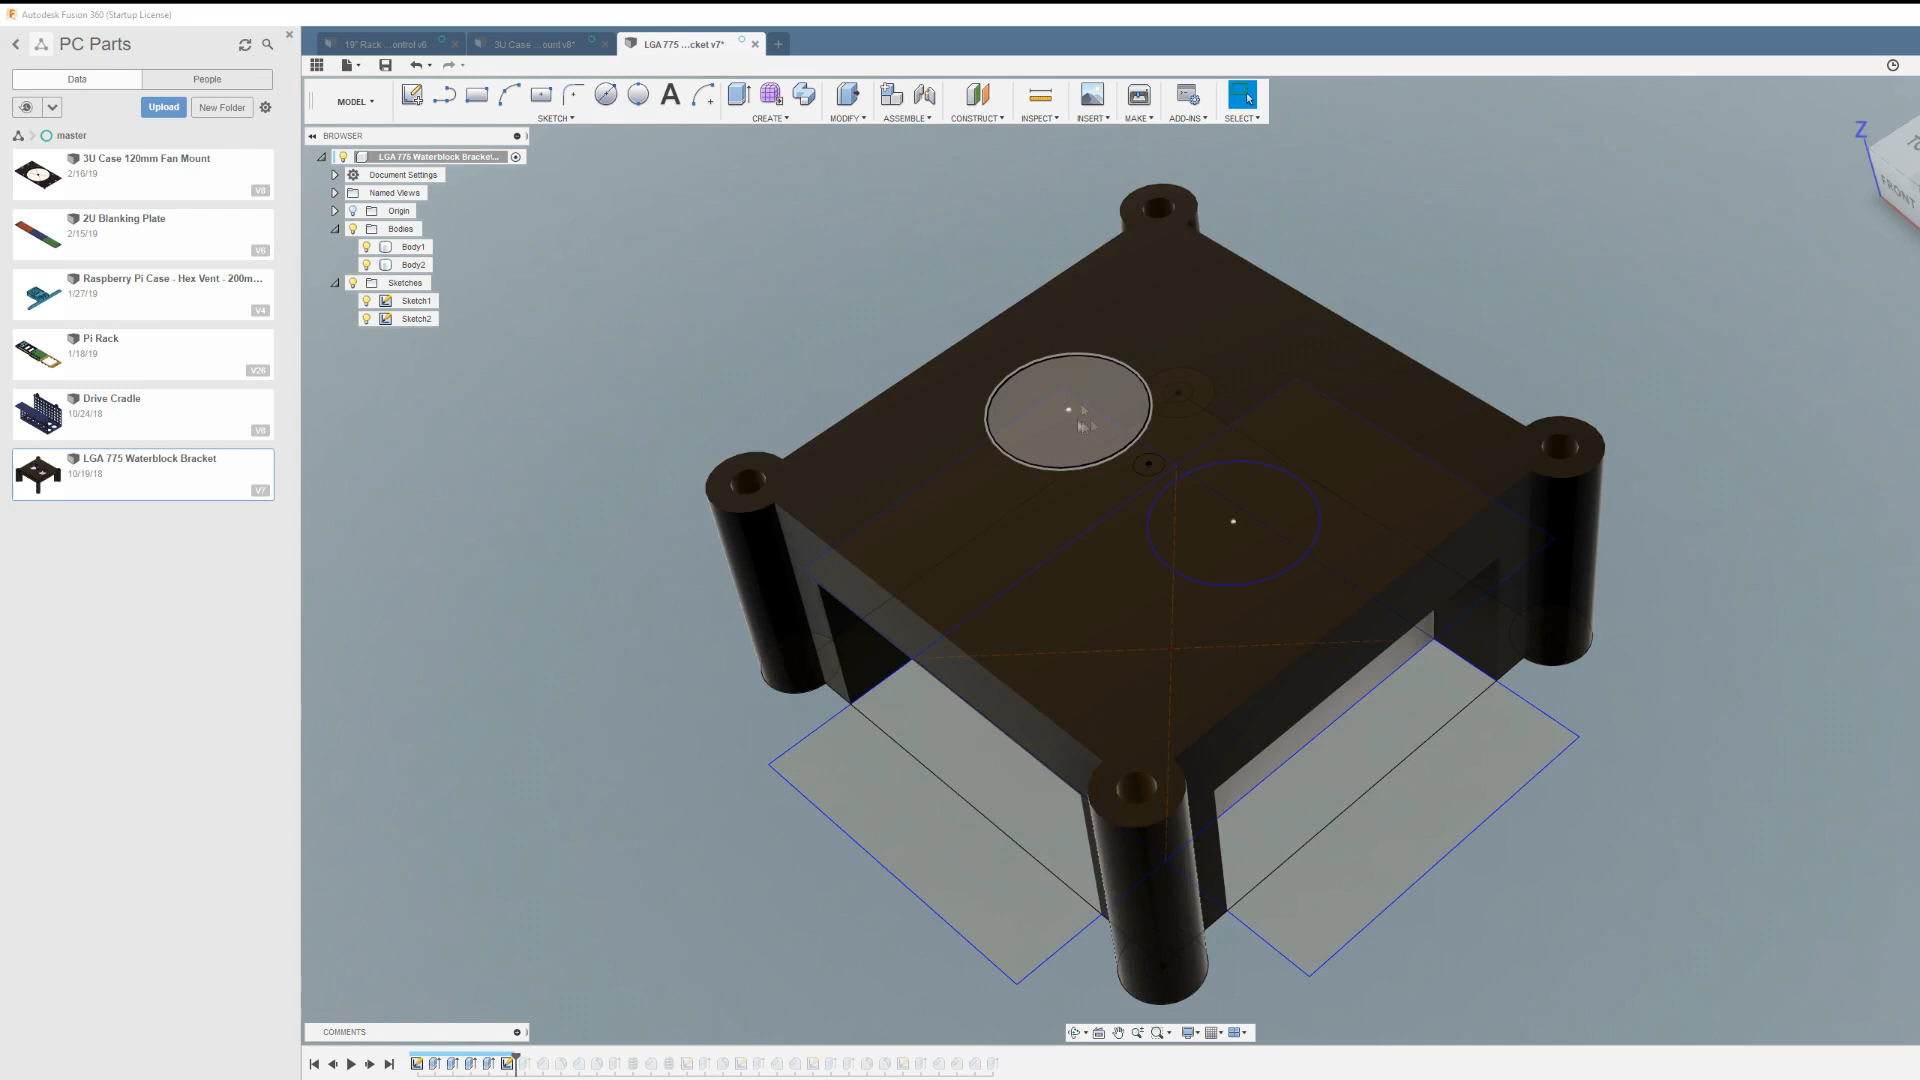 Autodesk Fusion 360 (Startup License)
PC Parts
Data
People
Upload
New Folder
master
3U Case 120mm Fan Mount
2/16/19
V8
2U Blanking Plate
2/15/19
V6
Raspberry Pi Case - Hex Vent - 200m...
1/27/19
V4
Pi Rack
1/18/19
V26
Drive Cradle
10/24/18
V8
LGA 775 Waterblock Bracket
10/19/18
V7
19" Rack ...ontrol v6
3U Case ...ount v8*
LGA 775 ...cket v7*
MODEL
SKETCH
CREATE
MODIFY
ASSEMBLE
CONSTRUCT
INSPECT
INSERT
MAKE
ADD-INS
SELECT
BROWSER
LGA 775 Waterblock Bracket...
Document Settings
Named Views
Origin
Bodies
Body1
Body2
Sketches
Sketch1
Sketch2
Z
FRONT
COMMENTS